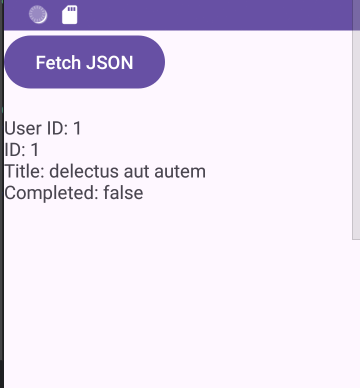 Fetch JSON
User ID: 1
ID: 1
Title: delectus aut autem
Completed: false